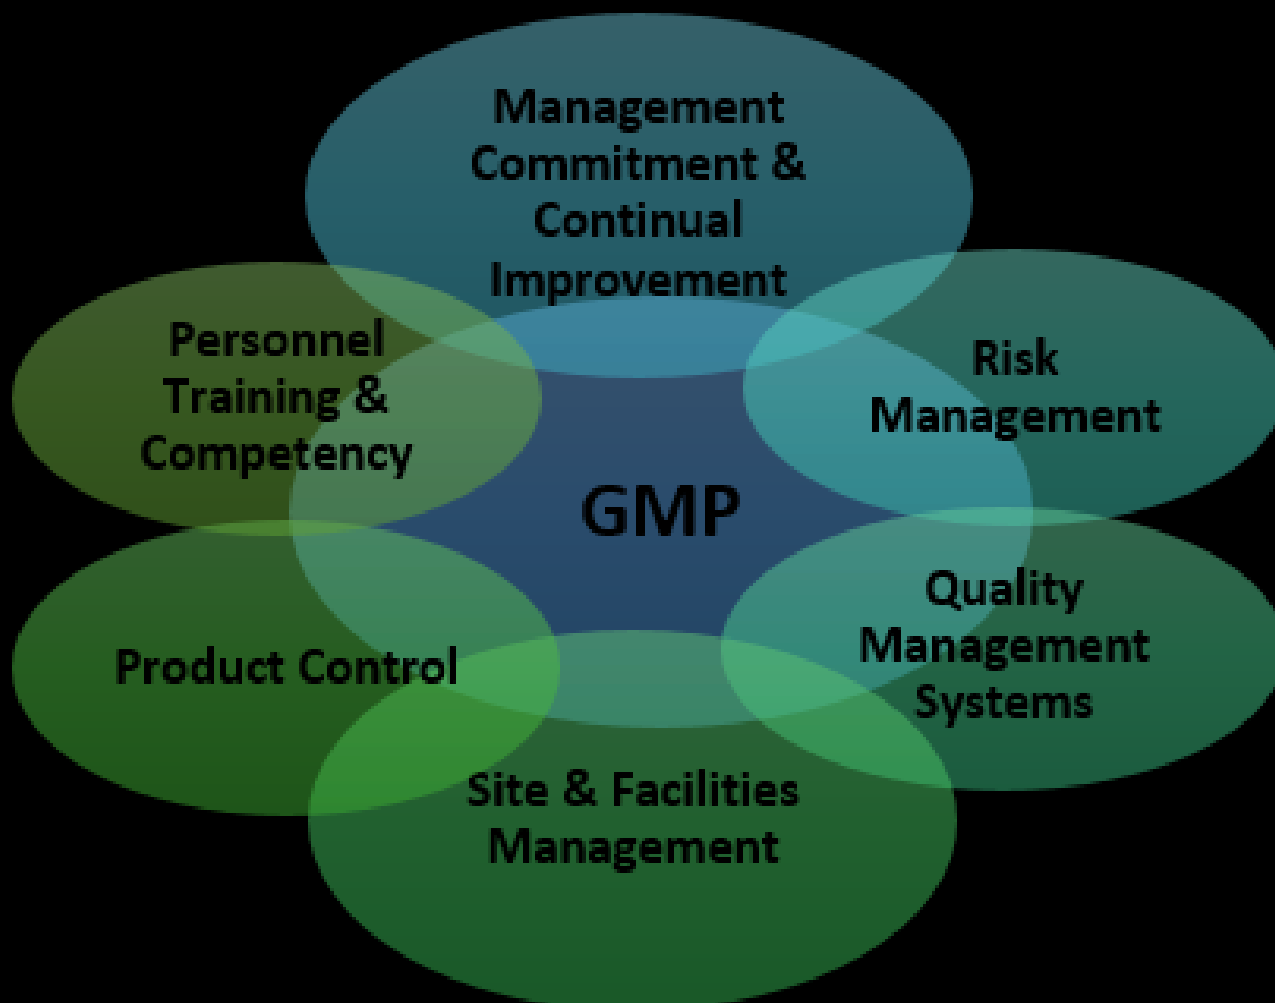 Management
Commitment &
Continual
Improvement
Risk
Management
Quality
Management
Systems
Site & Facilities
Management
Product Control
Personnel
Training &
Competency
GMP